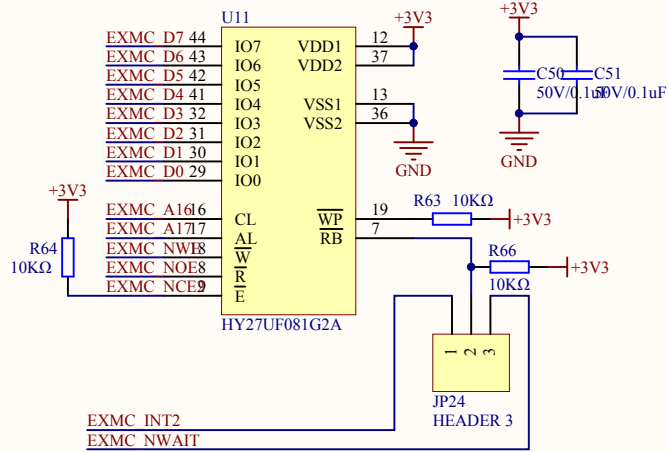 U11
+3V3
+3V3
EXMC_D7 44 IO7 VDD1 12
EXMC_D6 43 IO6 VDD2 37
EXMC_D5 42 IO5
EXMC_D4 41 IO4 VSS1 13
EXMC_D3 32 IO3 VSS2 36
EXMC_D2 31 IO2
EXMC_D1 30 IO1
EXMC_D0 29 IO0
C50 C51
50V/0.1uF 50V/0.1uF
GND
GND
+3V3
R64
10KΩ
EXMC_A16 16 CL WP 19
EXMC_A17 17 AL RB 7
EXMC_NWE 18 W
EXMC_NOE 8 R
EXMC_NCE2 9 E
R63 10KΩ
+3V3
R66
10KΩ
+3V3
HY27UF081G2A
1 2 3
JP24
HEADER 3
EXMC_INT2
EXMC_NWAIT